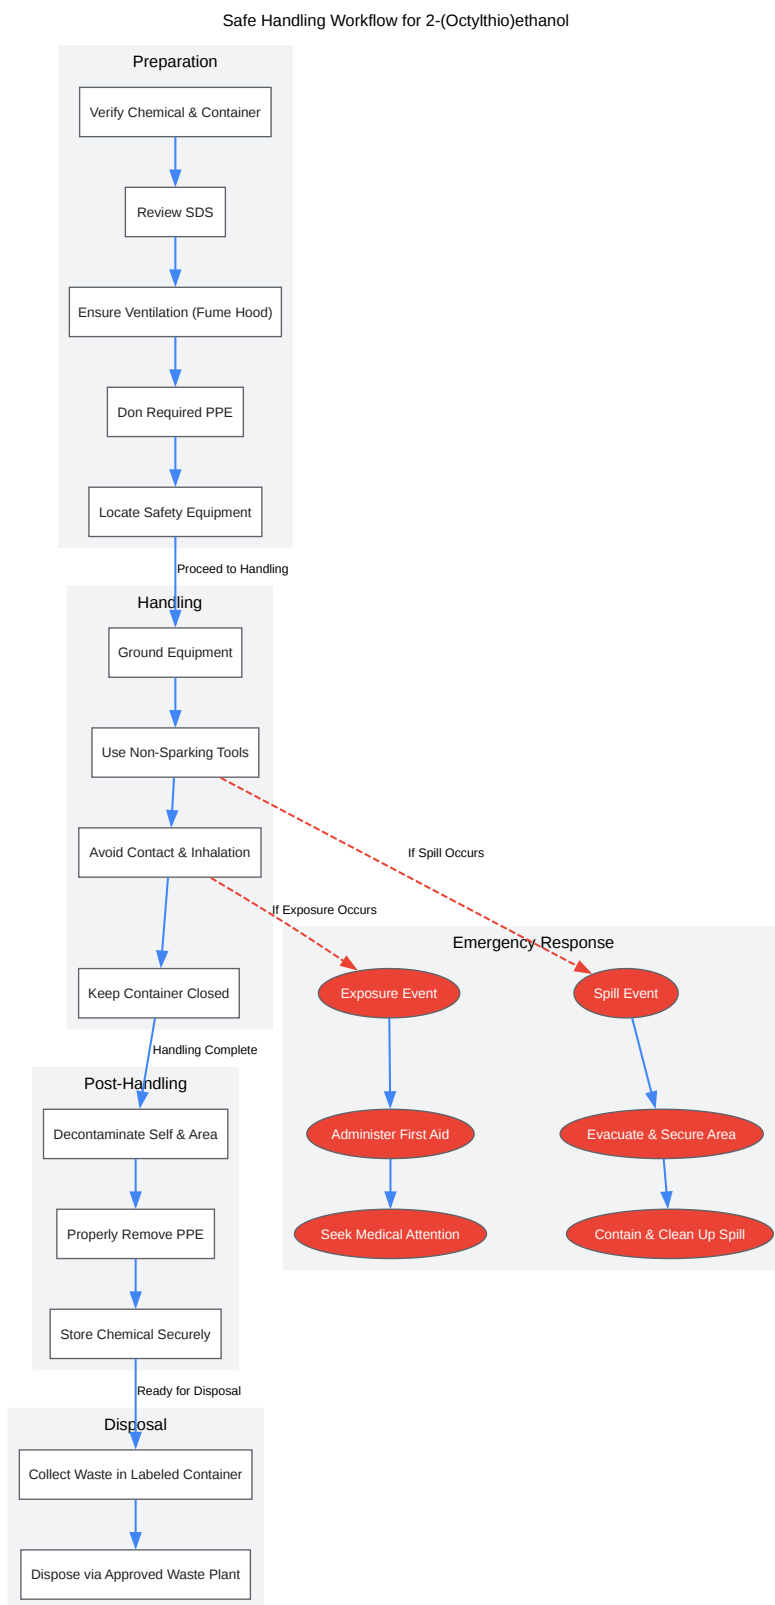 Safe Handling Workflow for 2-(Octylthio)ethanol
Preparation
Verify Chemical & Container
Review SDS
Ensure Ventilation (Fume Hood)
Don Required PPE
Locate Safety Equipment
Proceed to Handling
Handling
Ground Equipment
Use Non-Sparking Tools
Avoid Contact & Inhalation
If Spill Occurs
If Exposure Occurs
Keep Container Closed
Handling Complete
Emergency Response
Exposure Event
Spill Event
Administer First Aid
Evacuate & Secure Area
Seek Medical Attention
Contain & Clean Up Spill
Post-Handling
Decontaminate Self & Area
Properly Remove PPE
Store Chemical Securely
Ready for Disposal
Disposal
Collect Waste in Labeled Container
Dispose via Approved Waste Plant